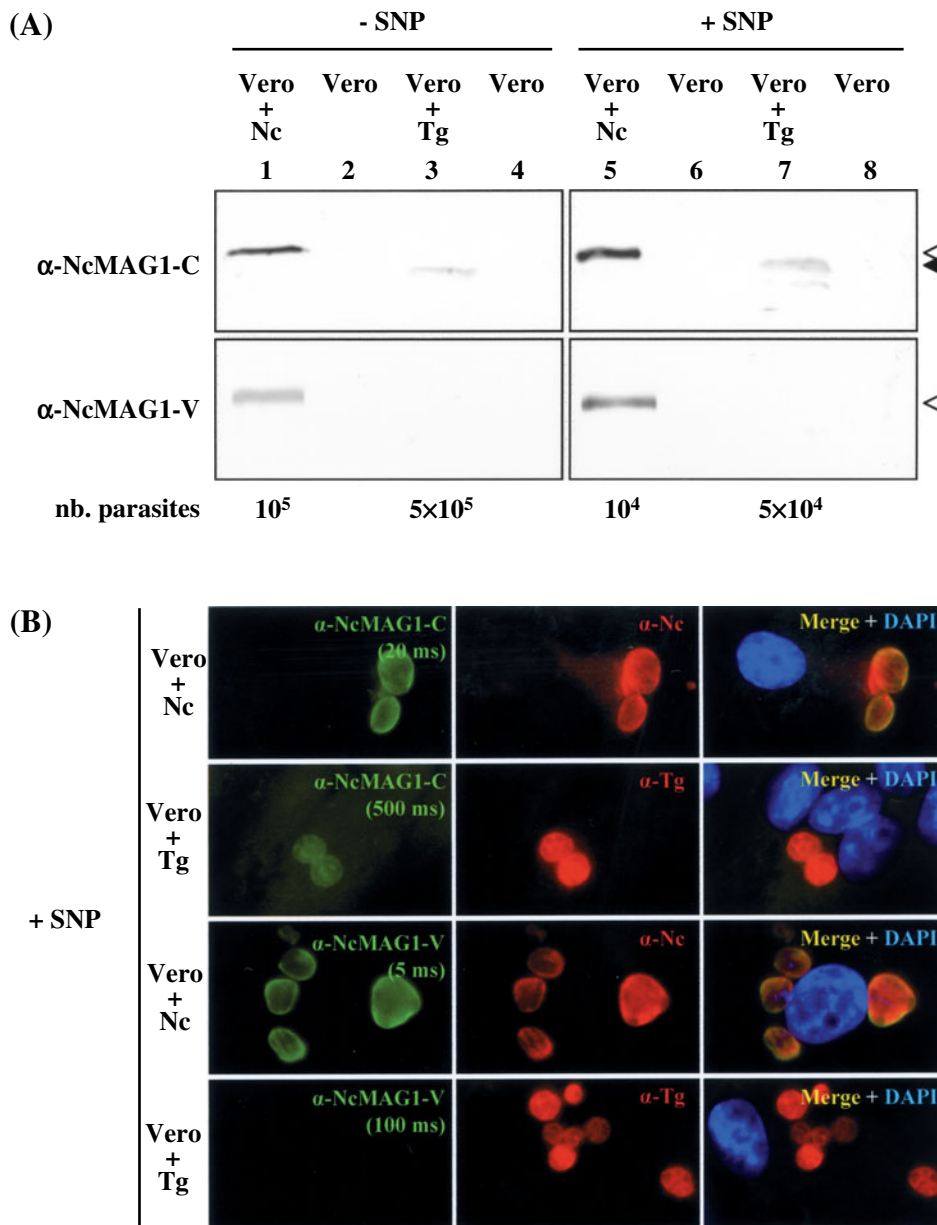 (A)
- SNP + SNP
Vero + Nc Vero Vero + Tg Vero Vero + Nc Vero Vero + Tg Vero
1 2 3 4 5 6 7 8
α-NcMAG1-C
α-NcMAG1-V
nb. parasites 10⁵ 5×10⁵ 10⁴ 5×10⁴
(B)
+ SNP
Vero + Nc
α-NcMAG1-C (20 ms)
α-Nc
Merge + DAPI
Vero + Tg
α-NcMAG1-C (500 ms)
α-Tg
Merge + DAPI
Vero + Nc
α-NcMAG1-V (5 ms)
α-Nc
Merge + DAPI
Vero + Tg
α-NcMAG1-V (100 ms)
α-Tg
Merge + DAPI